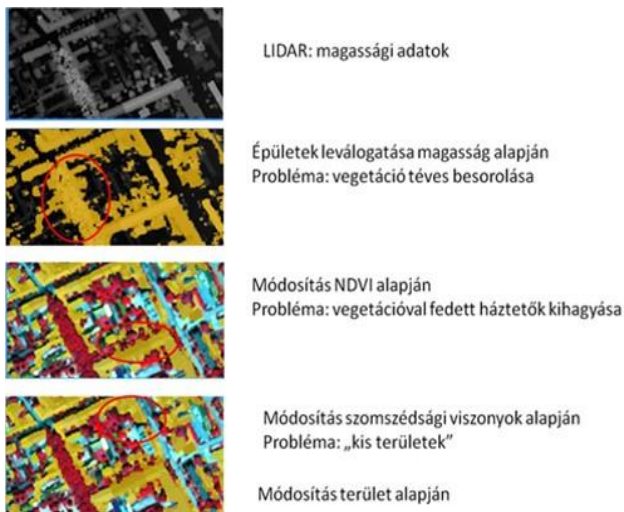 LIDAR: magassági adatok
Épületek leválogatása magasság alapján
Probléma: vegetáció téves besorolása
Módosítás NDVI alapján
Probléma: vegetációval fedett háztetők kihagyása
Módosítás szomszédsági viszonyok alapján
Probléma: „kis területek”
Módosítás terület alapján